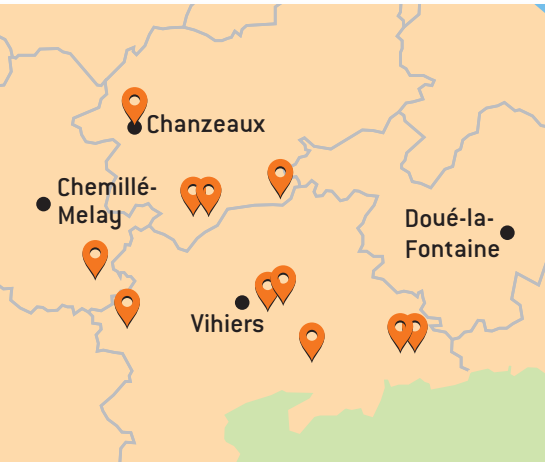 Chanzeaux
Chemillé-
Melay
Doué-la-
Fontaine
Vihiers